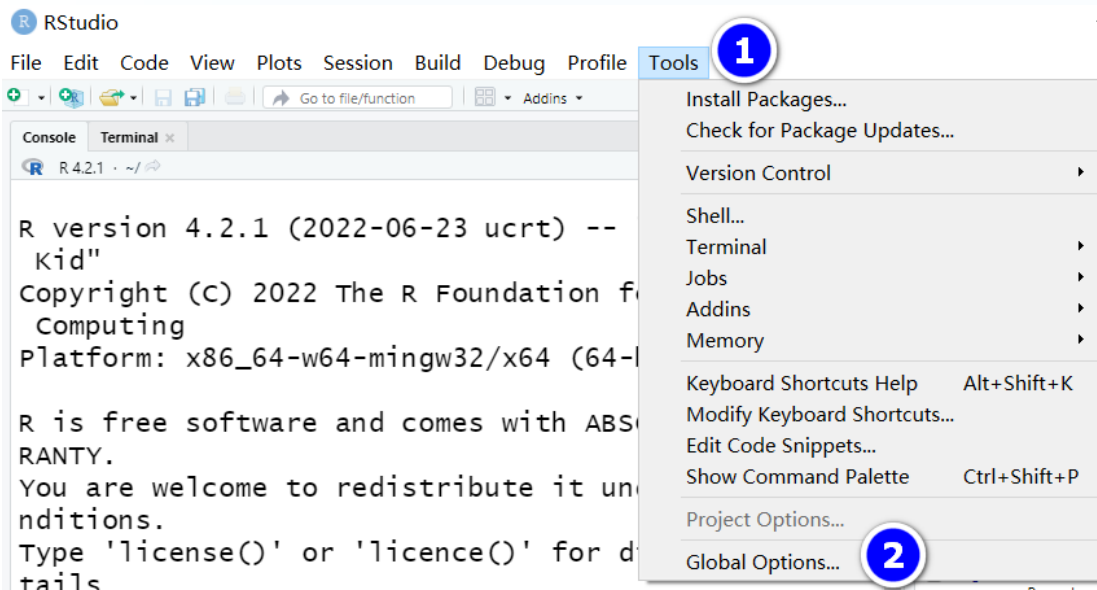 R RStudio
File Edit Code View Plots Session Build Debug Profile Tools 1
Go to file/function Addins
Console Terminal
R R 4.2.1 · ~/
R version 4.2.1 (2022-06-23 ucrt) --
Kid"
Copyright (C) 2022 The R Foundation f
Computing
Platform: x86_64-w64-mingw32/x64 (64-
R is free software and comes with ABS
RANTY.
You are welcome to redistribute it un
nditions.
Type 'license()' or 'licence()' for d
tails
Install Packages...
Check for Package Updates...
Version Control
Shell...
Terminal
Jobs
Addins
Memory
Keyboard Shortcuts Help Alt+Shift+K
Modify Keyboard Shortcuts...
Edit Code Snippets...
Show Command Palette Ctrl+Shift+P
Project Options...
Global Options... 2